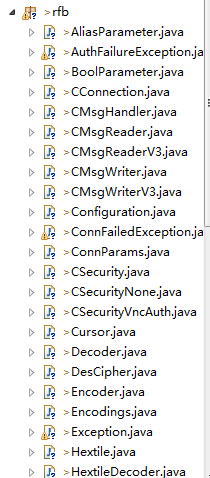 >rfb
>AliasParameter.java
>AuthFailureException.ja
>BoolParameter.java
>CConnection.java
>CMsgHandler.java
>CMsgReader.java
>CMsgReaderV3.java
>CMsgWriter.java
>CMsgWriterV3.java
>Configuration.java
>ConnFailedException.jav
>ConnParams.java
>CSecurity.java
>CSecurityNone.java
>CSecurityVncAuth.java
>Cursor.java
>Decoder.java
>DesCipher.java
>Encoder.java
>Encodings.java
>Exception.java
>Hextile.java
>HextileDecoder.java